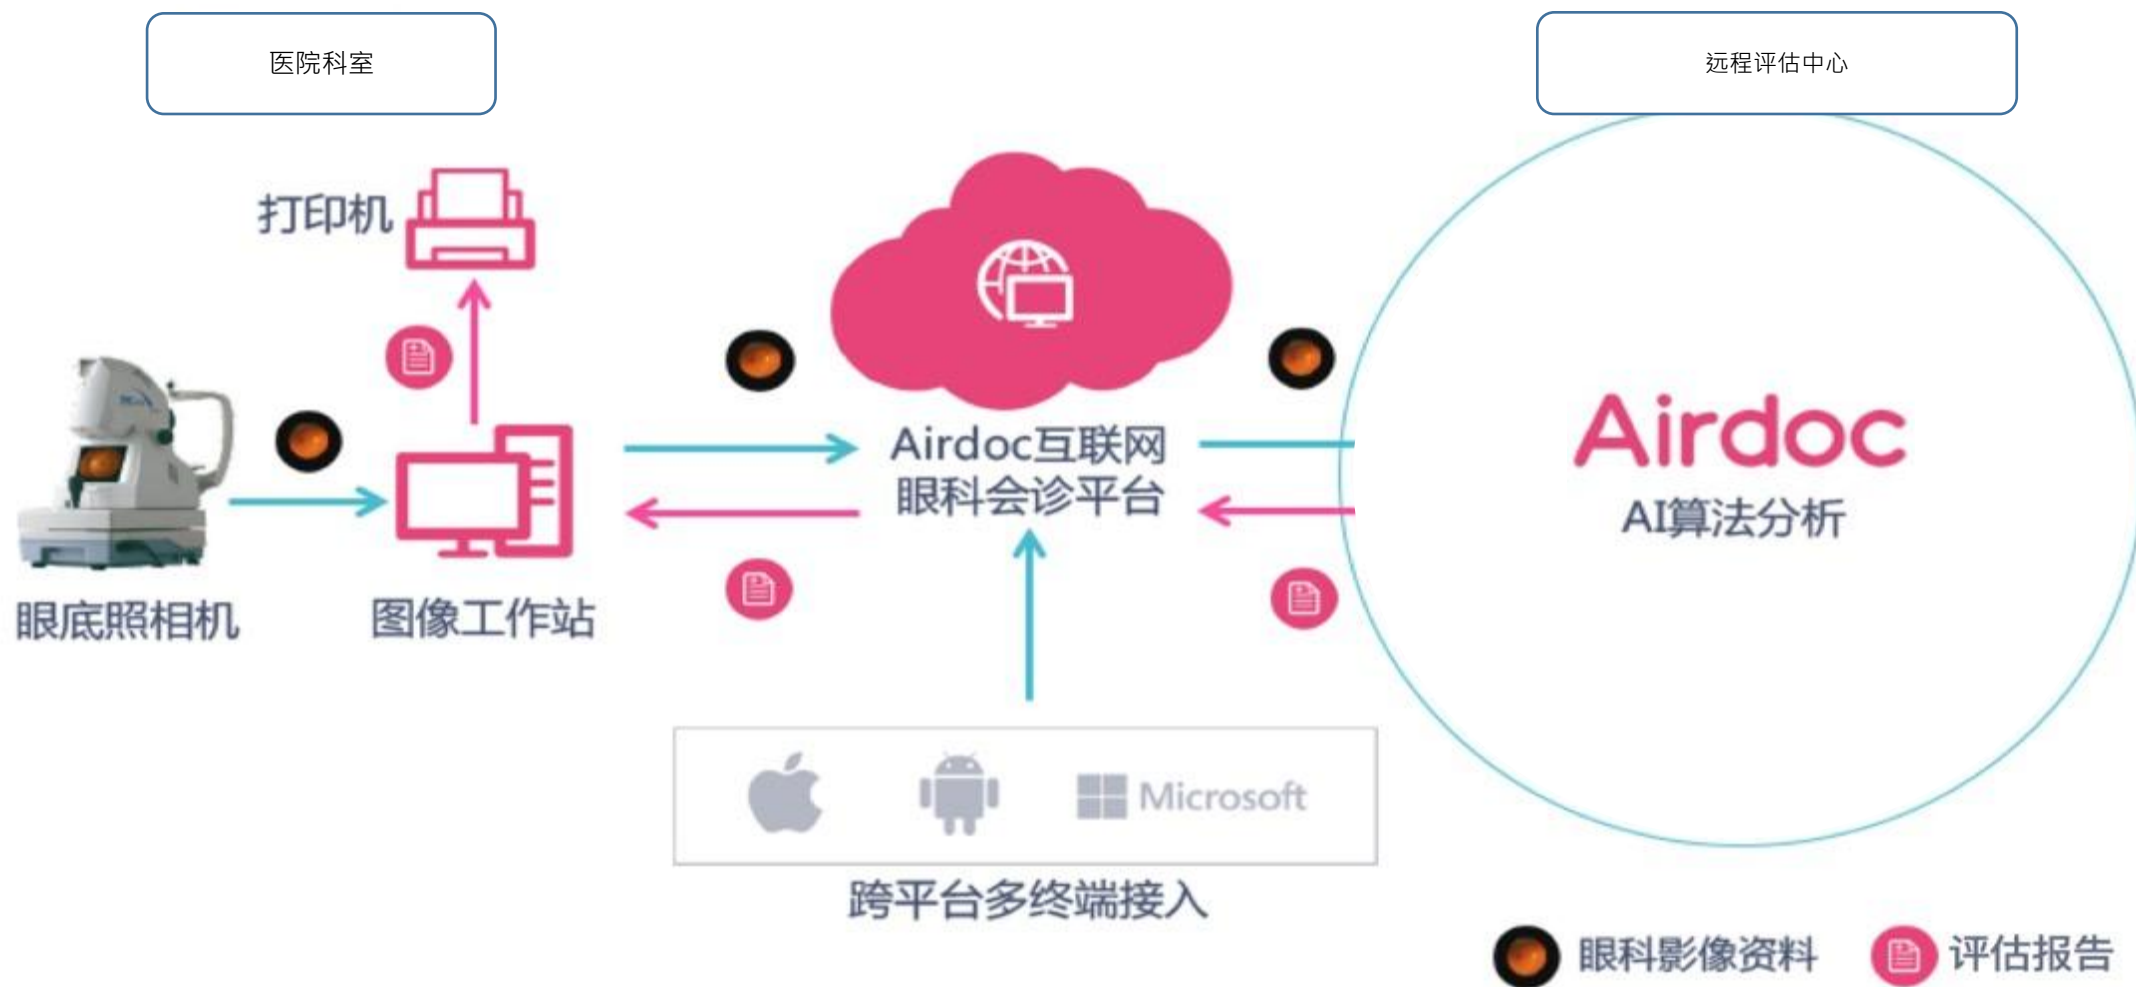 医院科室
远程评估中心
打印机
Airdoc互联网
眼科会诊平台
Airdoc
AI算法分析
眼底照相机
图像工作站
Microsoft
跨平台多终端接入
眼科影像资料
评估报告